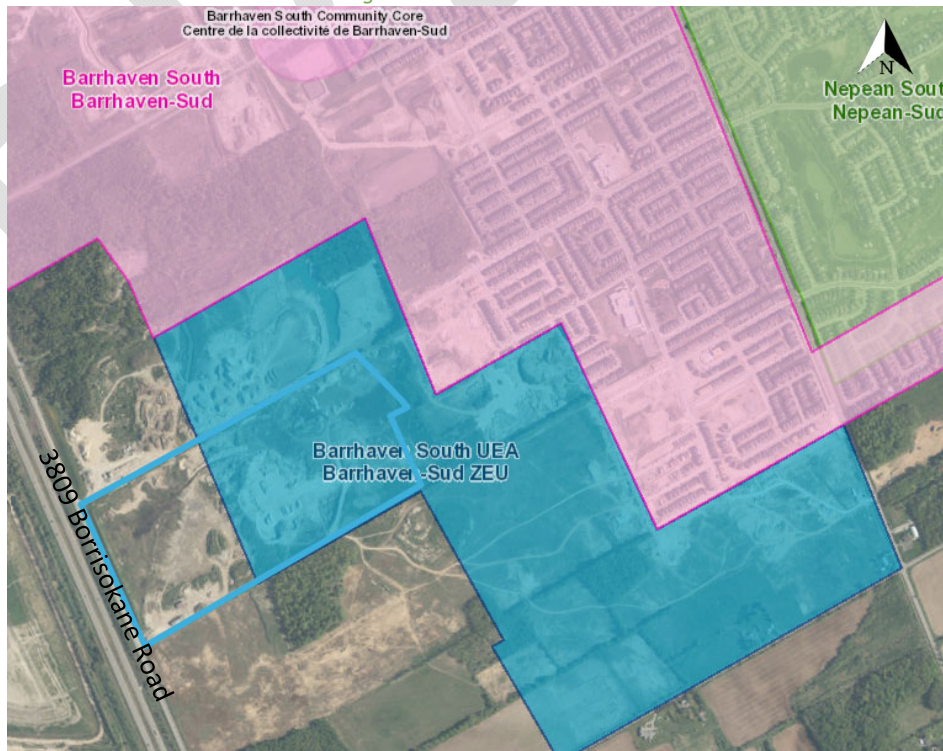 Barrhaven South Community Core
Centre de la collectivité de Barrhaven-Sud
Barrhaven South
Barrhaven-Sud
N
Nepean Sout
Nepean-Sud
Barrhaven South UEA
Barrhaven-Sud ZEU
3809 Borrisokane Road